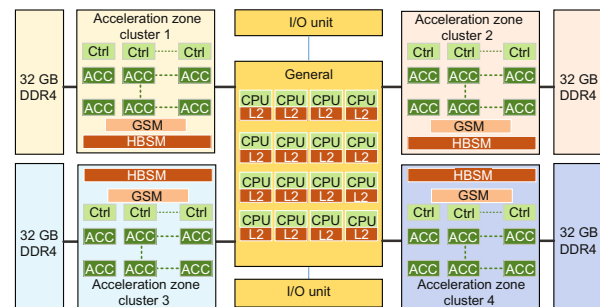 I/O unit
32 GB
DDR4
Acceleration zone
cluster 1
Ctrl Ctrl Ctrl
ACC ACC ACC
ACC ACC ACC
GSM
HBSM
General
CPU CPU CPU CPU
L2 L2 L2 L2
CPU CPU CPU CPU
L2 L2 L2 L2
CPU CPU CPU CPU
L2 L2 L2 L2
CPU CPU CPU CPU
L2 L2 L2 L2
Acceleration zone
cluster 2
Ctrl Ctrl Ctrl
ACC ACC ACC
ACC ACC ACC
GSM
HBSM
32 GB
DDR4
32 GB
DDR4
HBSM
GSM
Ctrl Ctrl Ctrl
ACC ACC ACC
ACC ACC ACC
Acceleration zone
cluster 3
HBSM
GSM
Ctrl Ctrl Ctrl
ACC ACC ACC
ACC ACC ACC
Acceleration zone
cluster 4
32 GB
DDR4
I/O unit